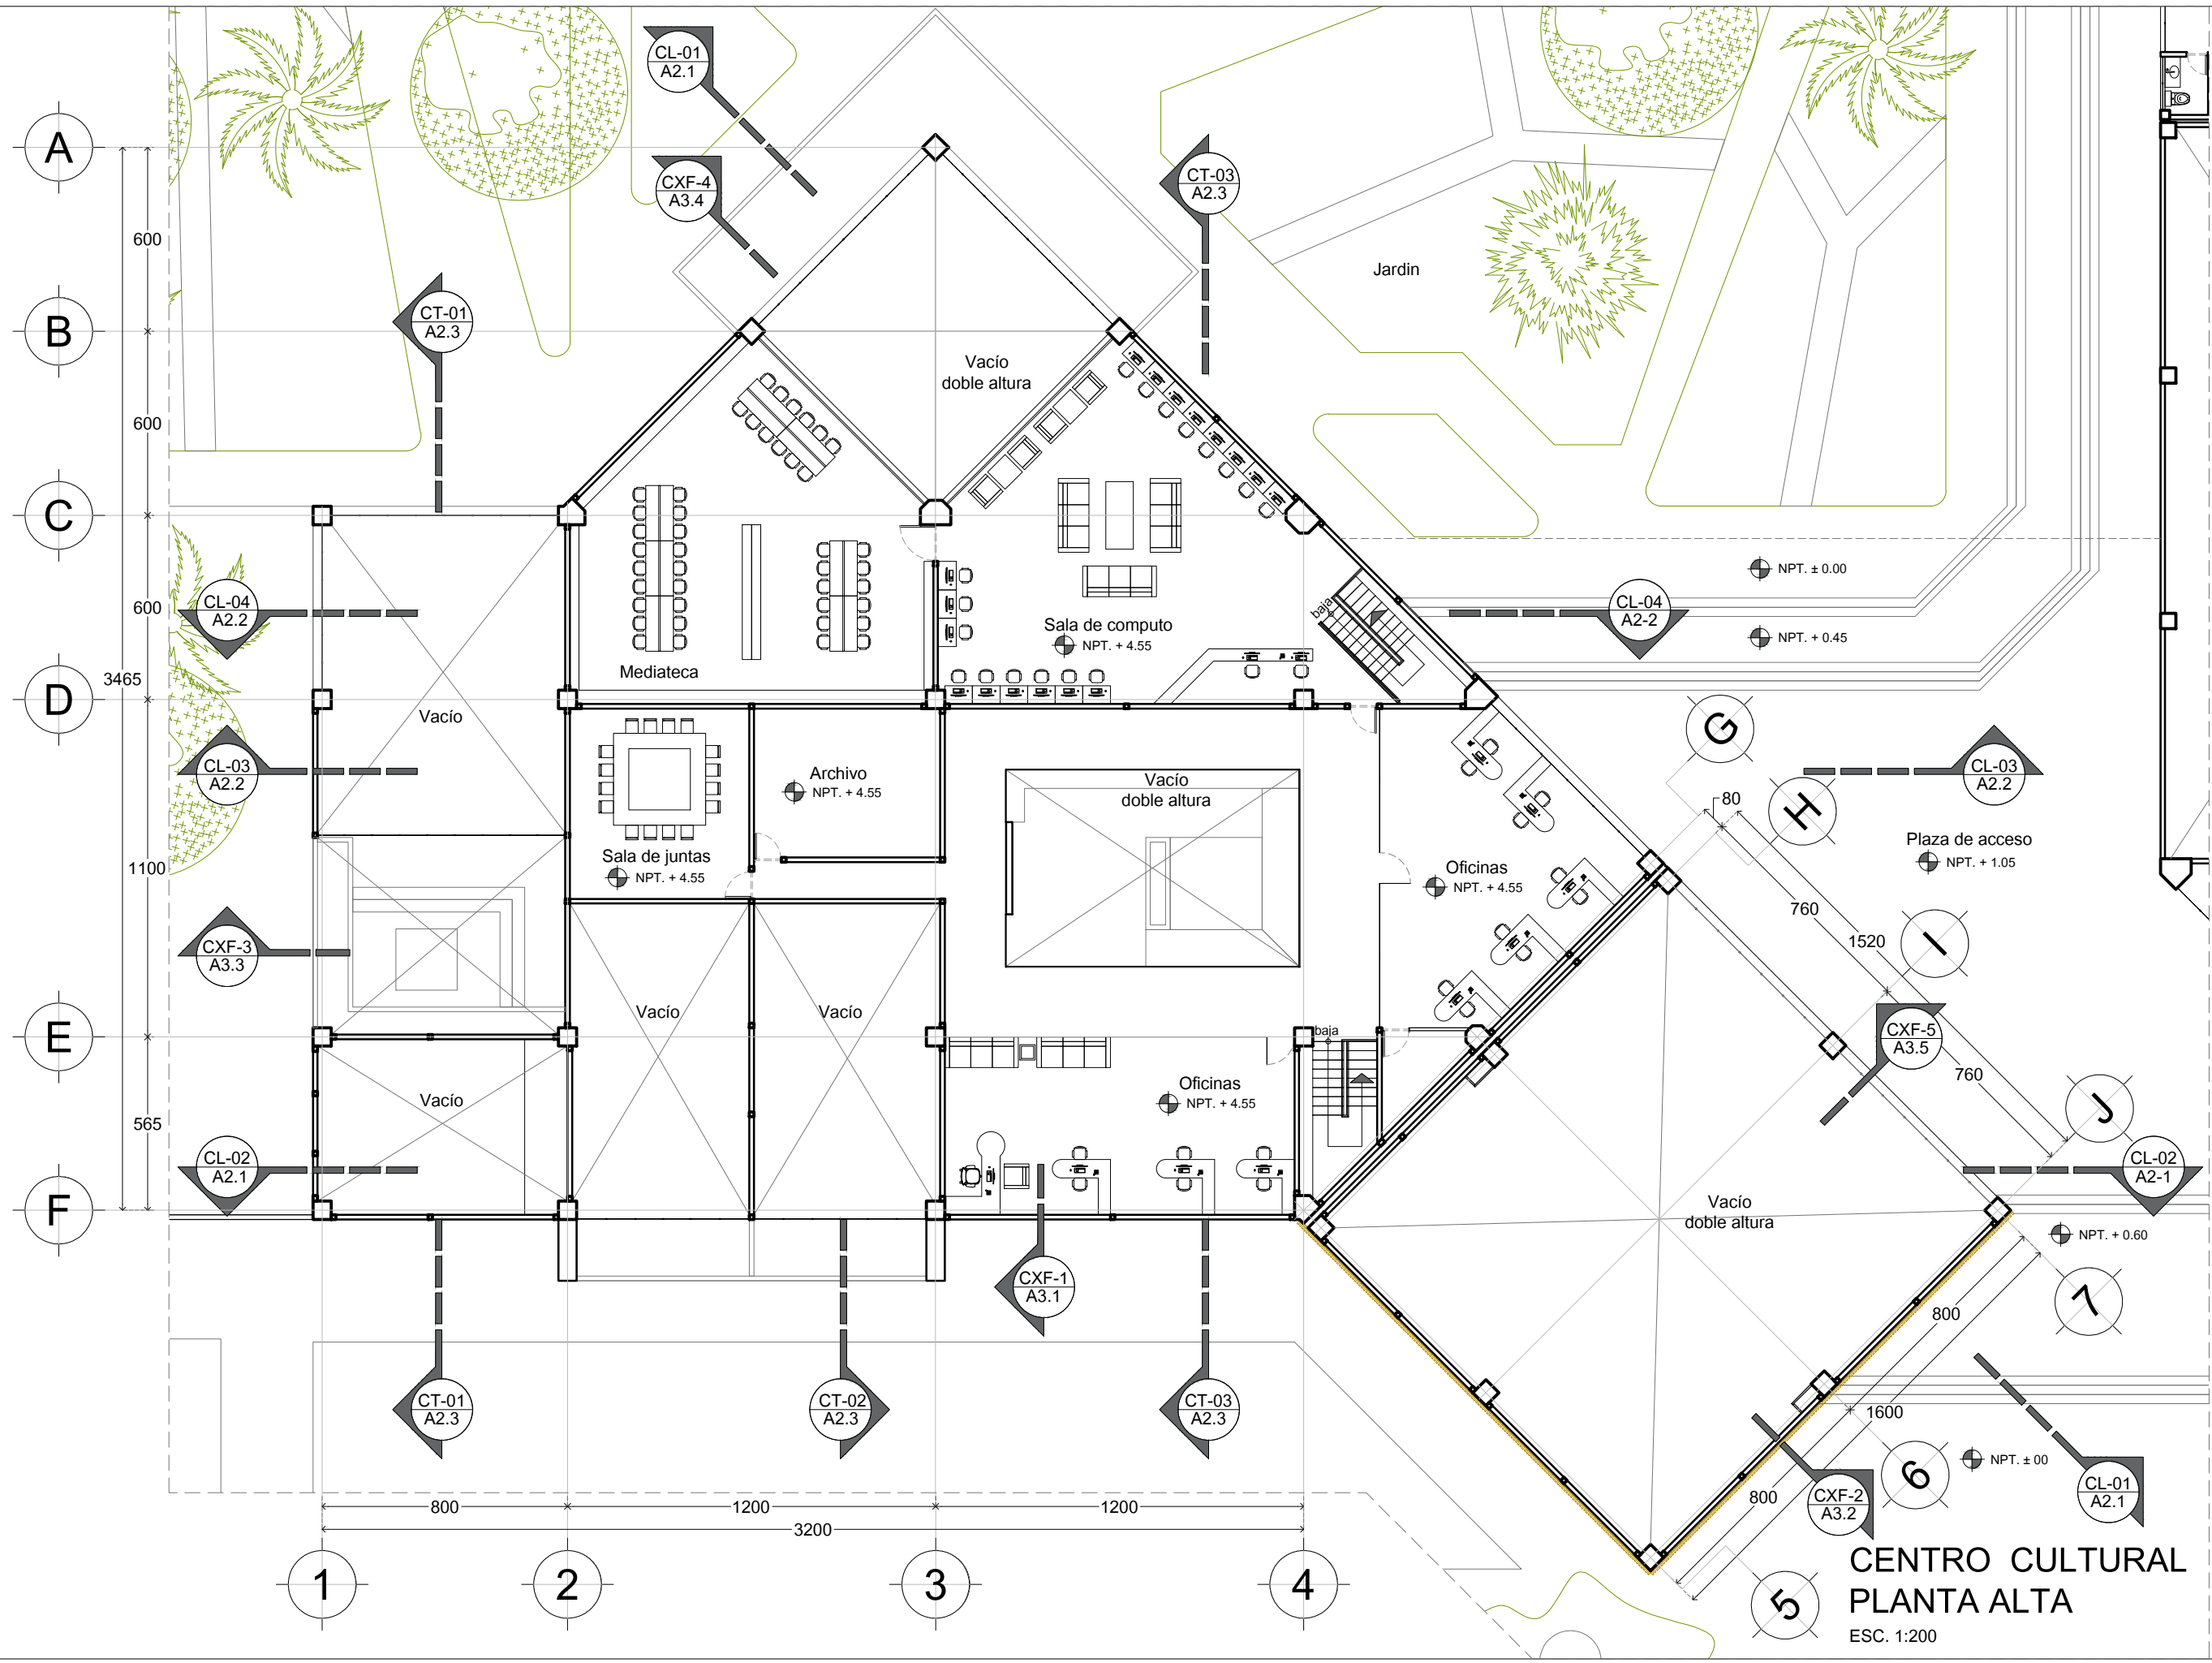 CL-01
A2.1
A
CXF-4
A3.4
CT-03
A2.3
600
Jardin
CT-01
A2.3
B
Vacío
doble altura
600
C
NPT. ± 0.00
CL-04
A2.2
600
baja
CL-04
A2-2
Sala de computo
NPT. + 4.55
NPT. + 0.45
Mediateca
3465
D
Vacío
G
CL-03
A2.2
Archivo
NPT. + 4.55
Vacío
doble altura
CL-03
A2.2
80
H
Plaza de acceso
NPT. + 1.05
Sala de juntas
NPT. + 4.55
1100
Oficinas
NPT. + 4.55
760
1520
I
CXF-3
A3.3
Vacío
Vacío
E
baja
CXF-5
A3.5
760
Vacío
Oficinas
NPT. + 4.55
J
565
CL-02
A2.1
CL-02
A2-1
F
Vacío
doble altura
NPT. + 0.60
CXF-1
A3.1
7
800
CT-01
A2.3
CT-02
A2.3
CT-03
A2.3
1600
NPT. ± 00
6
CL-01
A2.1
800
CXF-2
A3.2
800
1200
1200
3200
1
2
3
4
5
CENTRO CULTURAL
PLANTA ALTA
ESC. 1:200